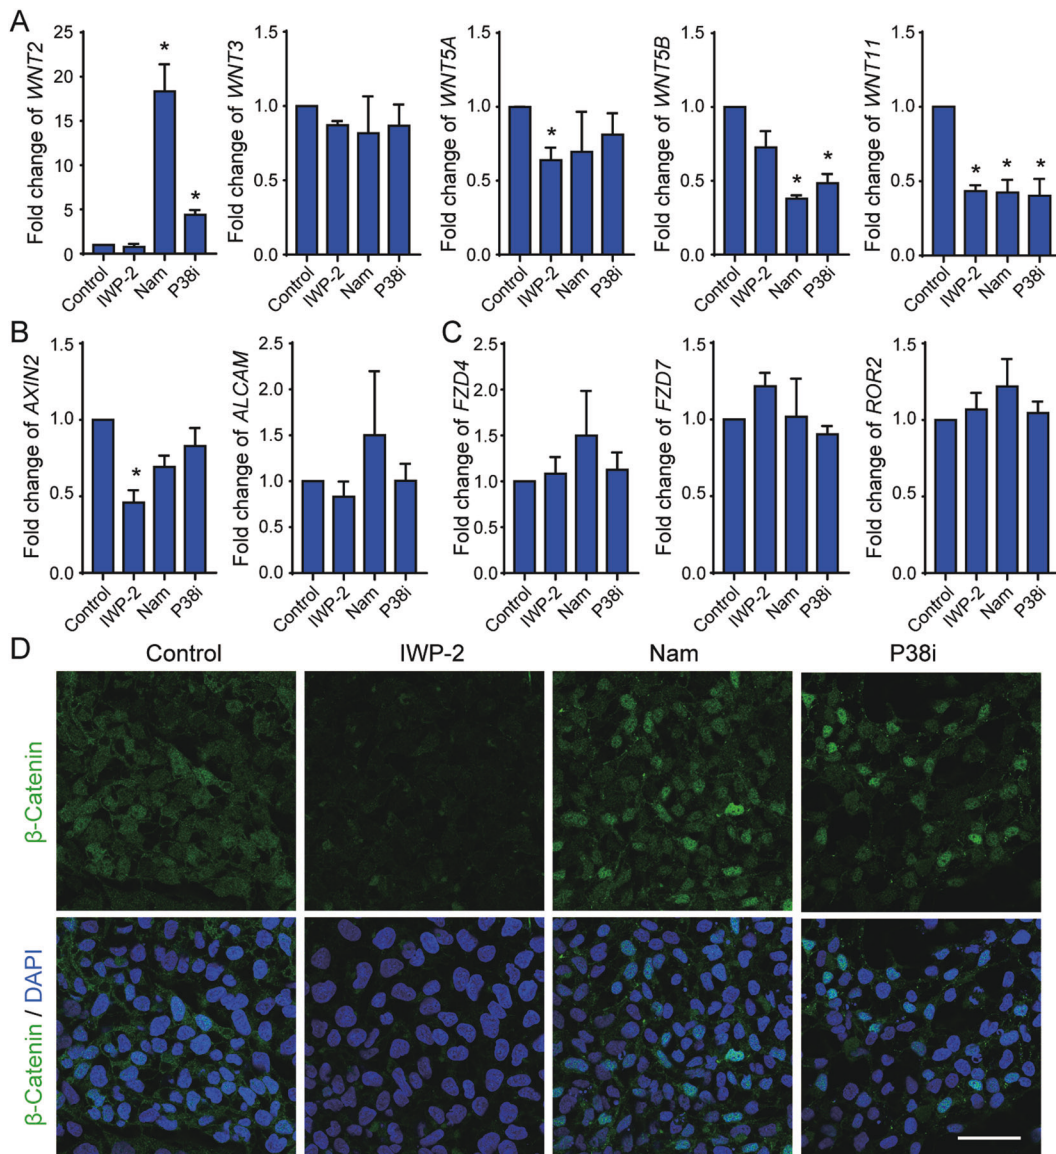 A
Fold change of WNT2
25
20
15
10
5
0
*
*
Control
IWP-2
Nam
P38i
Fold change of WNT3
1.5
1.0
0.5
0.0
Control
IWP-2
Nam
P38i
Fold change of WNT5A
1.5
1.0
0.5
0.0
*
Control
IWP-2
Nam
P38i
Fold change of WNT5B
1.5
1.0
0.5
0.0
*
*
Control
IWP-2
Nam
P38i
Fold change of WNT11
1.5
1.0
0.5
0.0
*
*
*
Control
IWP-2
Nam
P38i
B
Fold change of AXIN2
1.5
1.0
0.5
0.0
*
Control
IWP-2
Nam
P38i
Fold change of ALCAM
2.5
2.0
1.5
1.0
0.5
0.0
Control
IWP-2
Nam
P38i
C
Fold change of FZD4
2.5
2.0
1.5
1.0
0.5
0.0
Control
IWP-2
Nam
P38i
Fold change of FZD7
1.5
1.0
0.5
0.0
Control
IWP-2
Nam
P38i
Fold change of ROR2
1.5
1.0
0.5
0.0
Control
IWP-2
Nam
P38i
D
Control
IWP-2
Nam
P38i
β-Catenin
β-Catenin / DAPI